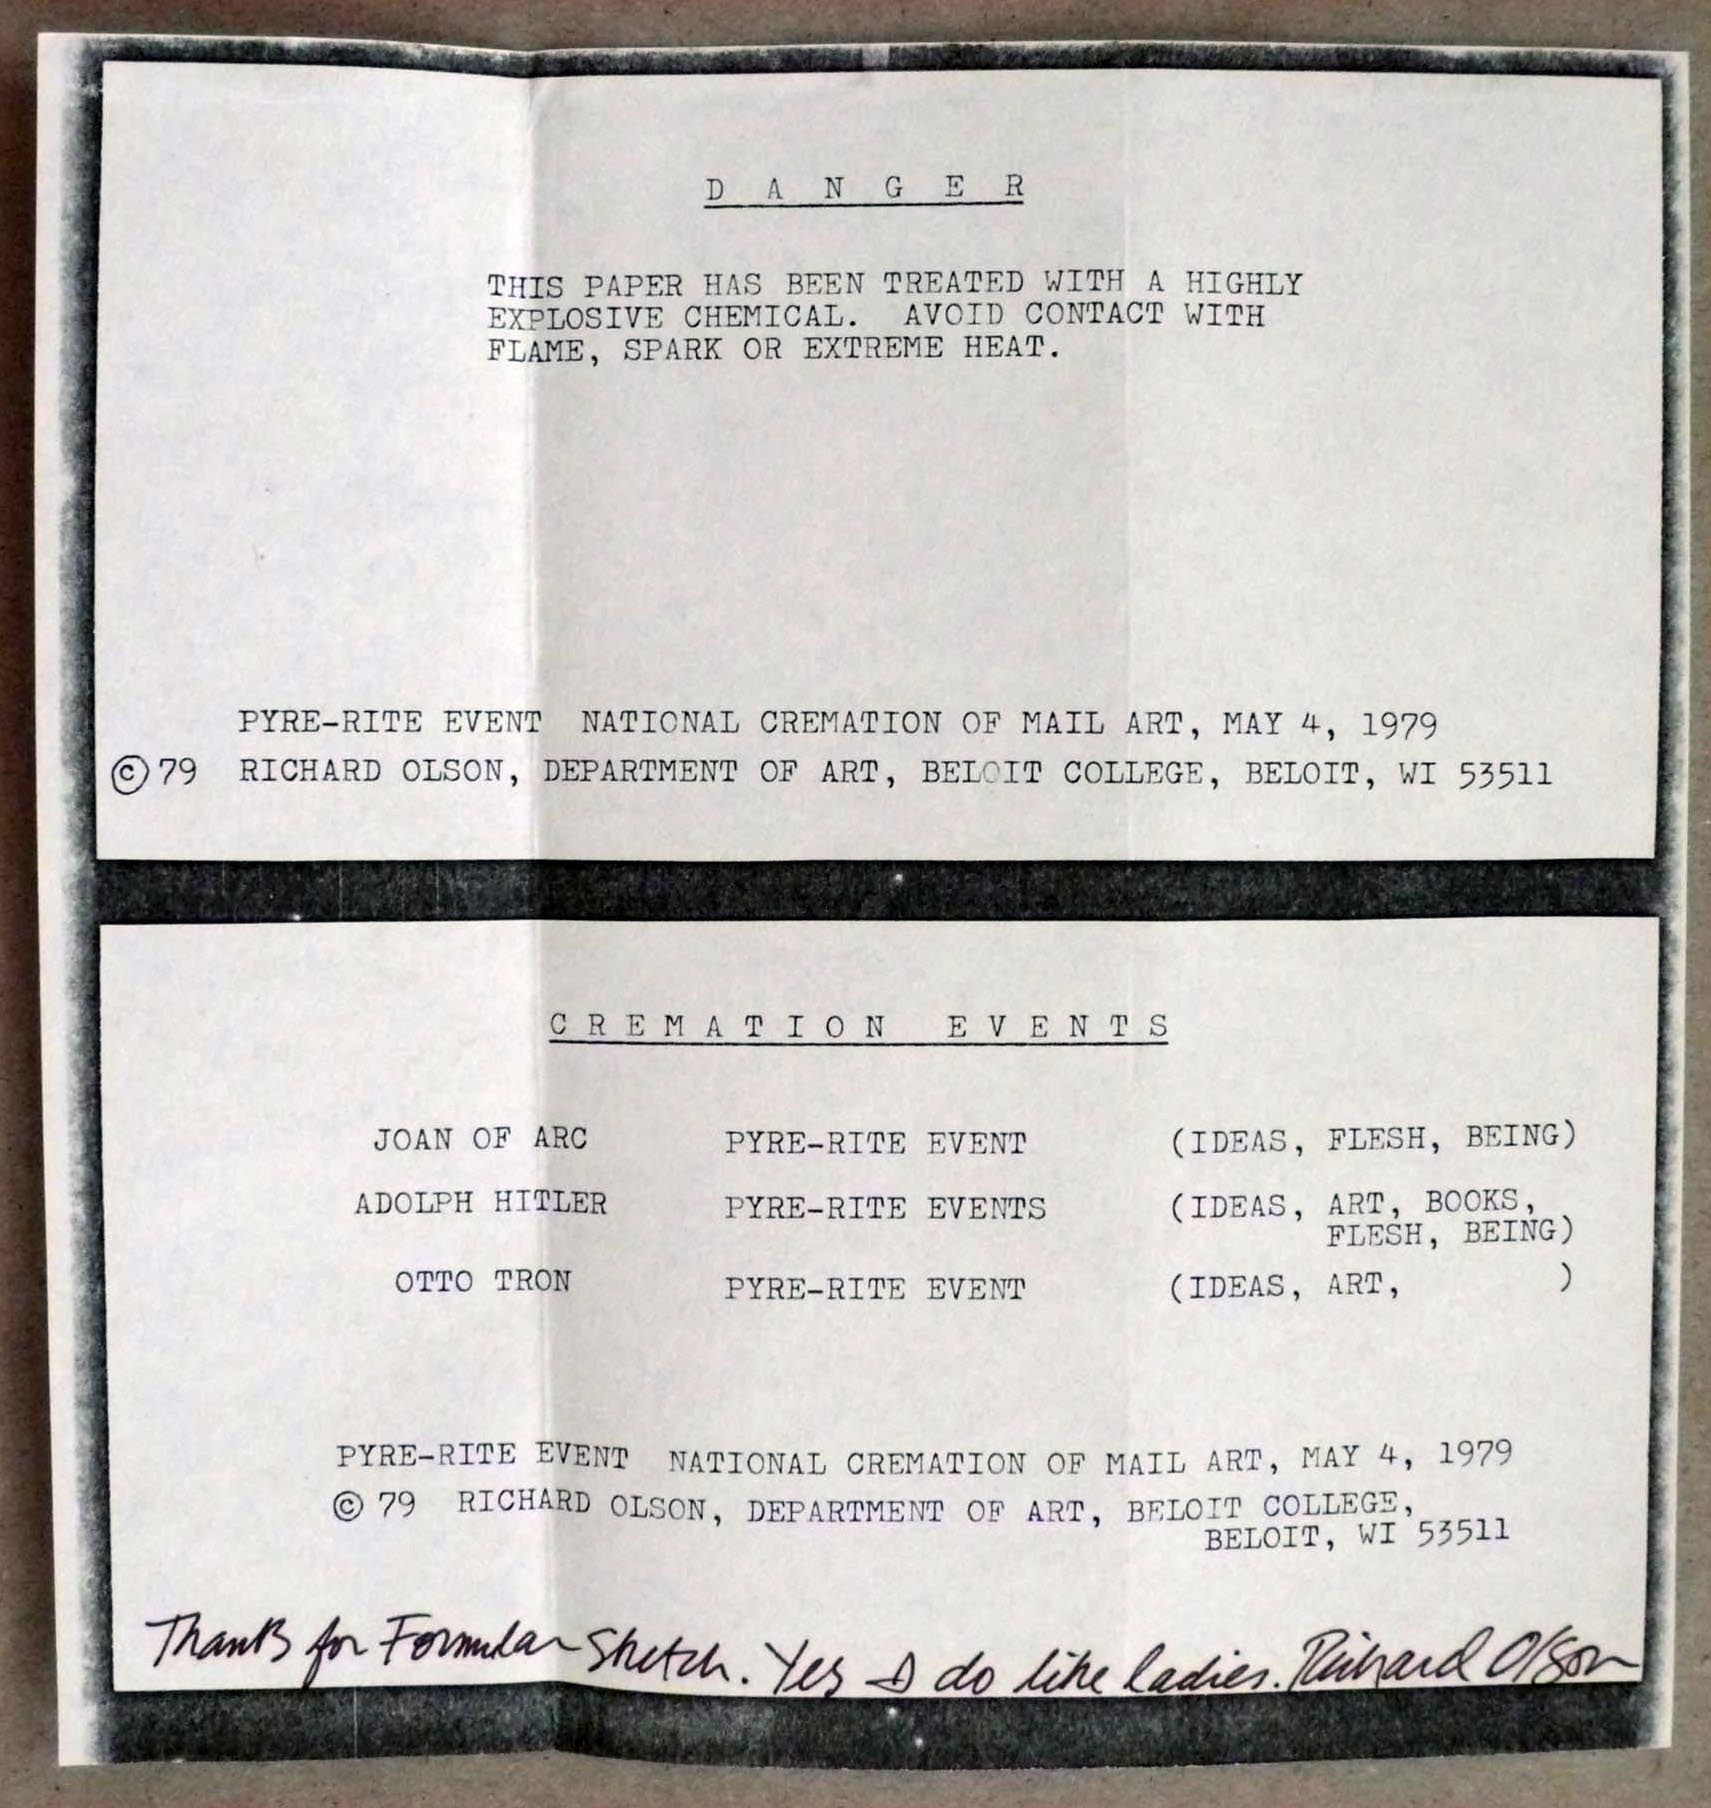 D A N G E R
THIS PAPER HAS BEEN TREATED WITH A HIGHLY
EXPLOSIVE CHEMICAL. AVOID CONTACT WITH
FLAME, SPARK OR EXTREME HEAT.
PYRE-RITE EVENT NATIONAL CREMATION OF MAIL ART, MAY 4, 1979
©79 RICHARD OLSON, DEPARTMENT OF ART, BELOIT COLLEGE, BELOIT, WI 53511
C R E M A T I O N E V E N T S
JOAN OF ARC PYRE-RITE EVENT (IDEAS, FLESH, BEING)
ADOLPH HITLER PYRE-RITE EVENTS (IDEAS, ART, BOOKS,
FLESH, BEING)
OTTO TRON PYRE-RITE EVENT (IDEAS, ART, )
PYRE-RITE EVENT NATIONAL CREMATION OF MAIL ART, MAY 4, 1979
© 79 RICHARD OLSON, DEPARTMENT OF ART, BELOIT COLLEGE,
BELOIT, WI 53511
Thanks for Formular Sketch. Yes I do like ladies. Richard Olson